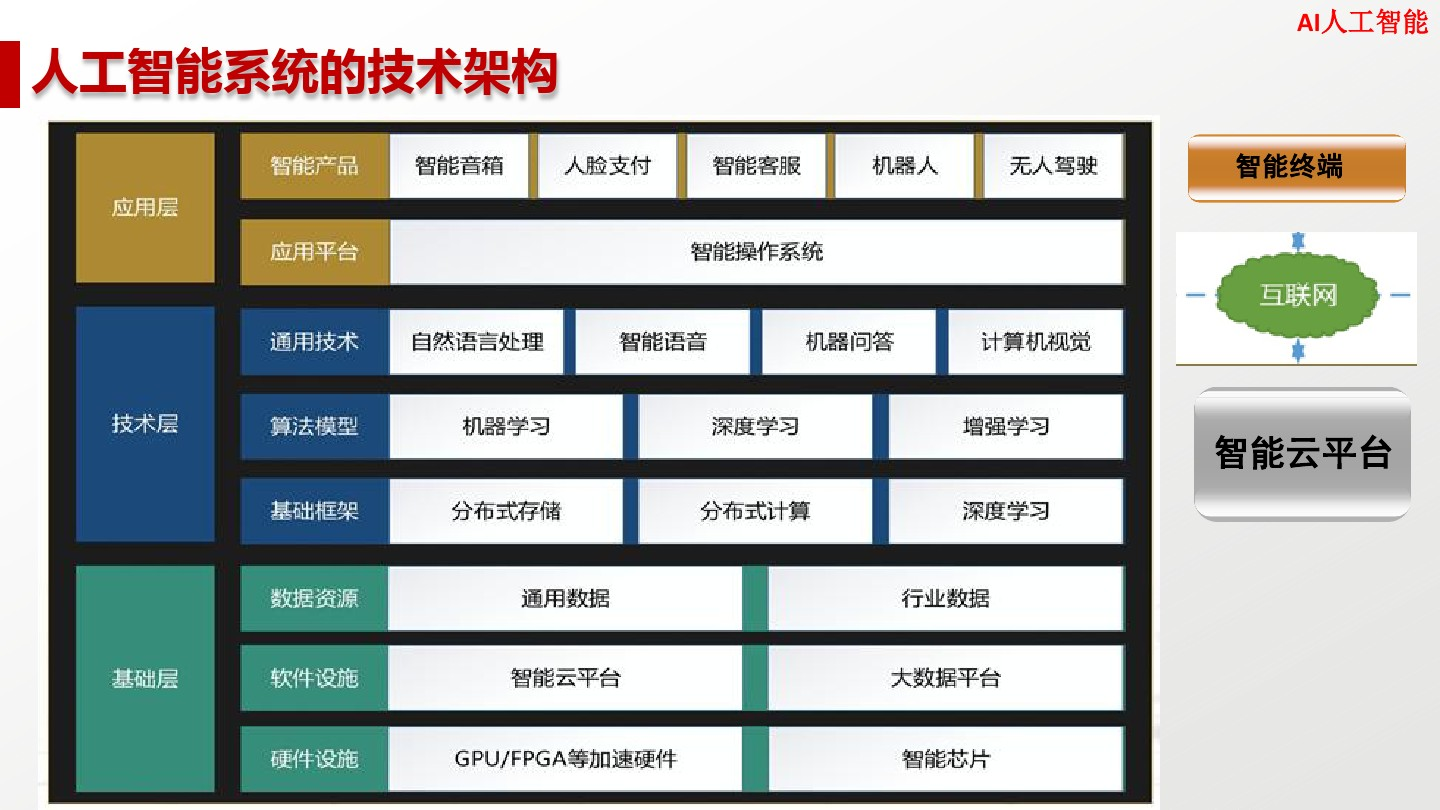 AI人工智能
人工智能系统的技术架构
应用层
智能产品 智能音箱 人脸支付 智能客服 机器人 无人驾驶
应用平台 智能操作系统
技术层
通用技术 自然语言处理 智能语音 机器问答 计算机视觉
算法模型 机器学习 深度学习 增强学习
基础框架 分布式存储 分布式计算 深度学习
基础层
数据资源 通用数据 行业数据
软件设施 智能云平台 大数据平台
硬件设施 GPU/FPGA等加速硬件 智能芯片
智能终端
互联网
智能云平台